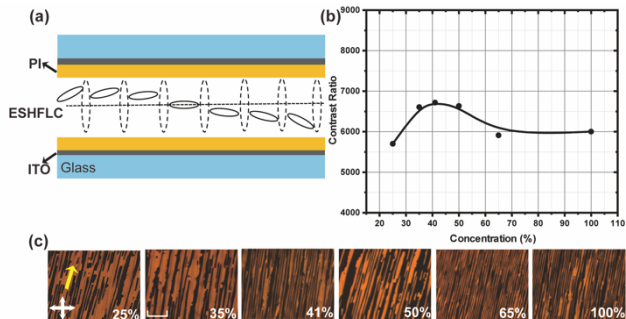 (a)
PI
ESHFLC
ITO
Glass
(b)
Contrast Ratio
9000
8000
7000
6000
5000
4000
20 30 40 50 60 70 80 90 100 110
Concentration (%)
(c)
25%
35%
41%
50%
65%
100%